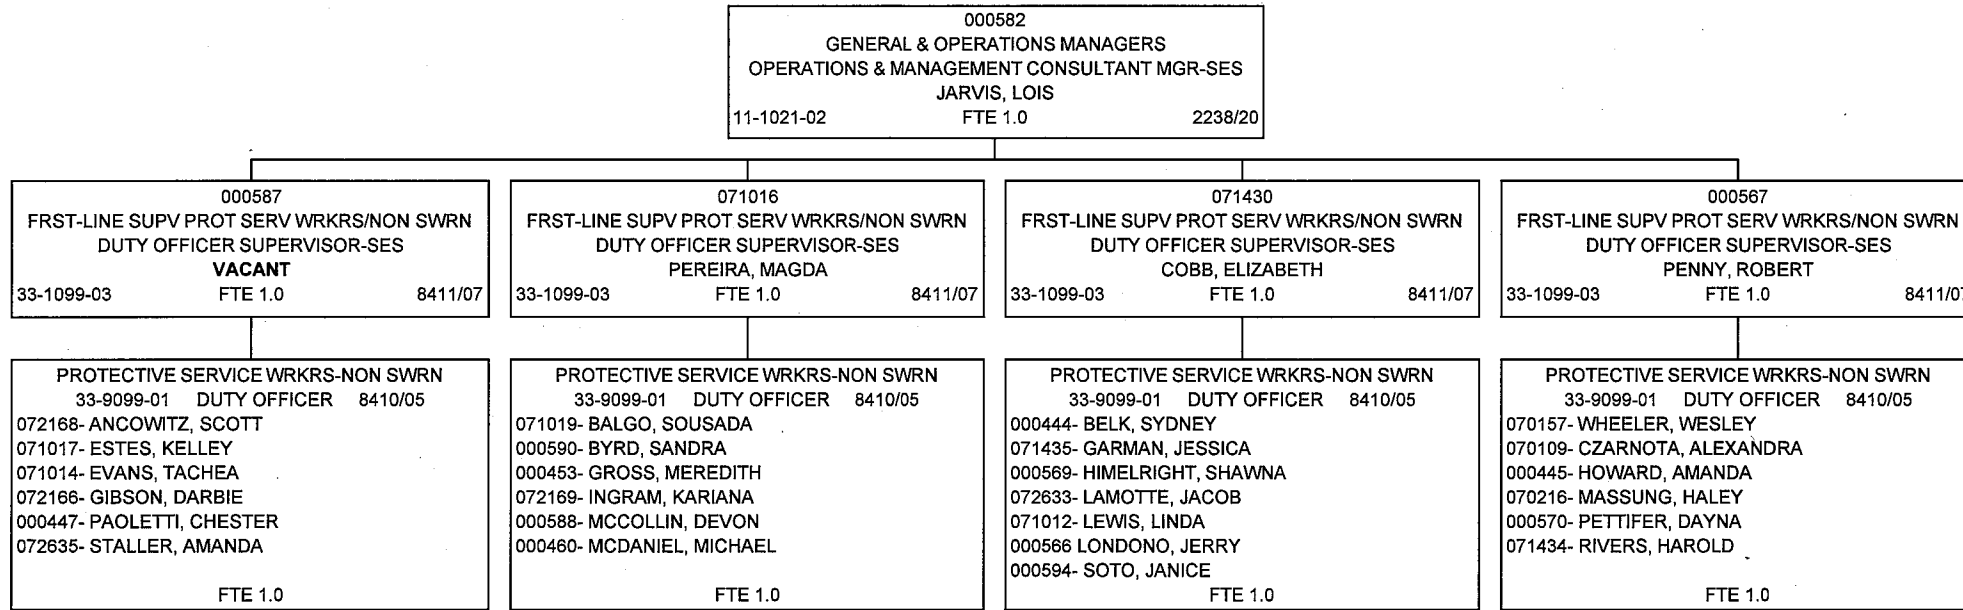 000582
GENERAL & OPERATIONS MANAGERS
OPERATIONS & MANAGEMENT CONSULTANT MGR-SES
JARVIS, LOIS
11-1021-02 FTE 1.0 2238/20
000587
FRST-LINE SUPV PROT SERV WRKRS/NON SWRN
DUTY OFFICER SUPERVISOR-SES
VACANT
33-1099-03 FTE 1.0 8411/07
071016
FRST-LINE SUPV PROT SERV WRKRS/NON SWRN
DUTY OFFICER SUPERVISOR-SES
PEREIRA, MAGDA
33-1099-03 FTE 1.0 8411/07
071430
FRST-LINE SUPV PROT SERV WRKRS/NON SWRN
DUTY OFFICER SUPERVISOR-SES
COBB, ELIZABETH
33-1099-03 FTE 1.0 8411/07
000567
FRST-LINE SUPV PROT SERV WRKRS/NON SWRN
DUTY OFFICER SUPERVISOR-SES
PENNY, ROBERT
33-1099-03 FTE 1.0 8411/07
PROTECTIVE SERVICE WRKRS-NON SWRN
33-9099-01 DUTY OFFICER 8410/05
072168- ANCOWITZ, SCOTT
071017- ESTES, KELLEY
071014- EVANS, TACHEA
072166- GIBSON, DARBIE
000447- PAOLETTI, CHESTER
072635- STALLER, AMANDA
FTE 1.0
PROTECTIVE SERVICE WRKRS-NON SWRN
33-9099-01 DUTY OFFICER 8410/05
071019- BALGO, SOUSADA
000590- BYRD, SANDRA
000453- GROSS, MEREDITH
072169- INGRAM, KARIANA
000588- MCCOLLIN, DEVON
000460- MCDANIEL, MICHAEL
FTE 1.0
PROTECTIVE SERVICE WRKRS-NON SWRN
33-9099-01 DUTY OFFICER 8410/05
000444- BELK, SYDNEY
071435- GARMAN, JESSICA
000569- HIMELRIGHT, SHAWNA
072633- LAMOTTE, JACOB
071012- LEWIS, LINDA
000566 LONDONO, JERRY
000594- SOTO, JANICE
FTE 1.0
PROTECTIVE SERVICE WRKRS-NON SWRN
33-9099-01 DUTY OFFICER 8410/05
070157- WHEELER, WESLEY
070109- CZARNOTA, ALEXANDRA
000445- HOWARD, AMANDA
070216- MASSUNG, HALEY
000570- PETTIFER, DAYNA
071434- RIVERS, HAROLD
FTE 1.0